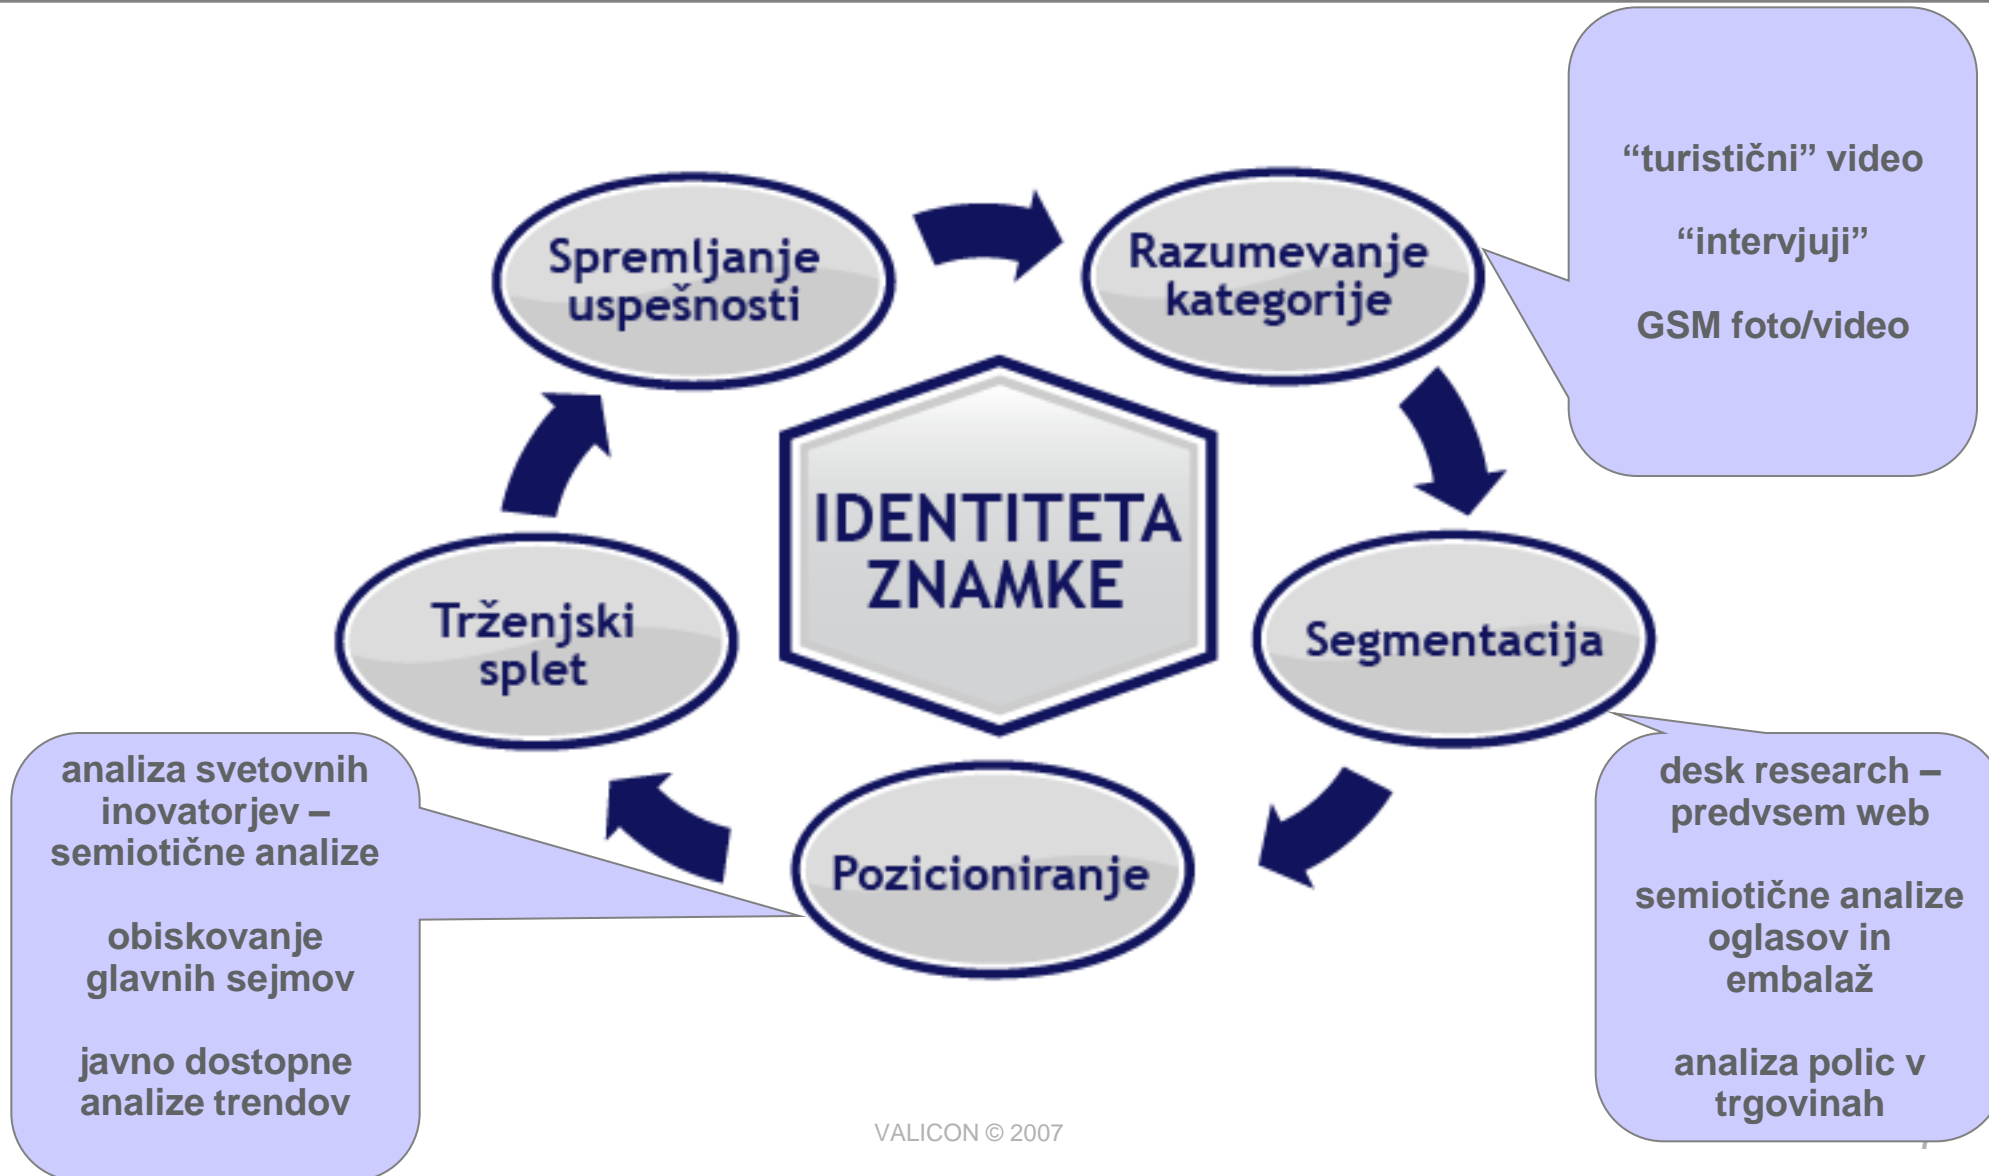 “turistični” video
“intervjuji”
GSM foto/video
Spremljanje
uspešnosti
Razumevanje
kategorije
IDENTITETA
ZNAMKE
Trženjski
splet
Segmentacija
Pozicioniranje
analiza svetovnih
inovatorjev –
semiotične analize
obiskovanje
glavnih sejmov
javno dostopne
analize trendov
desk research –
predvsem web
semiotične analize
oglasov in
embalaž
analiza polic v
trgovinah
VALICON © 2007